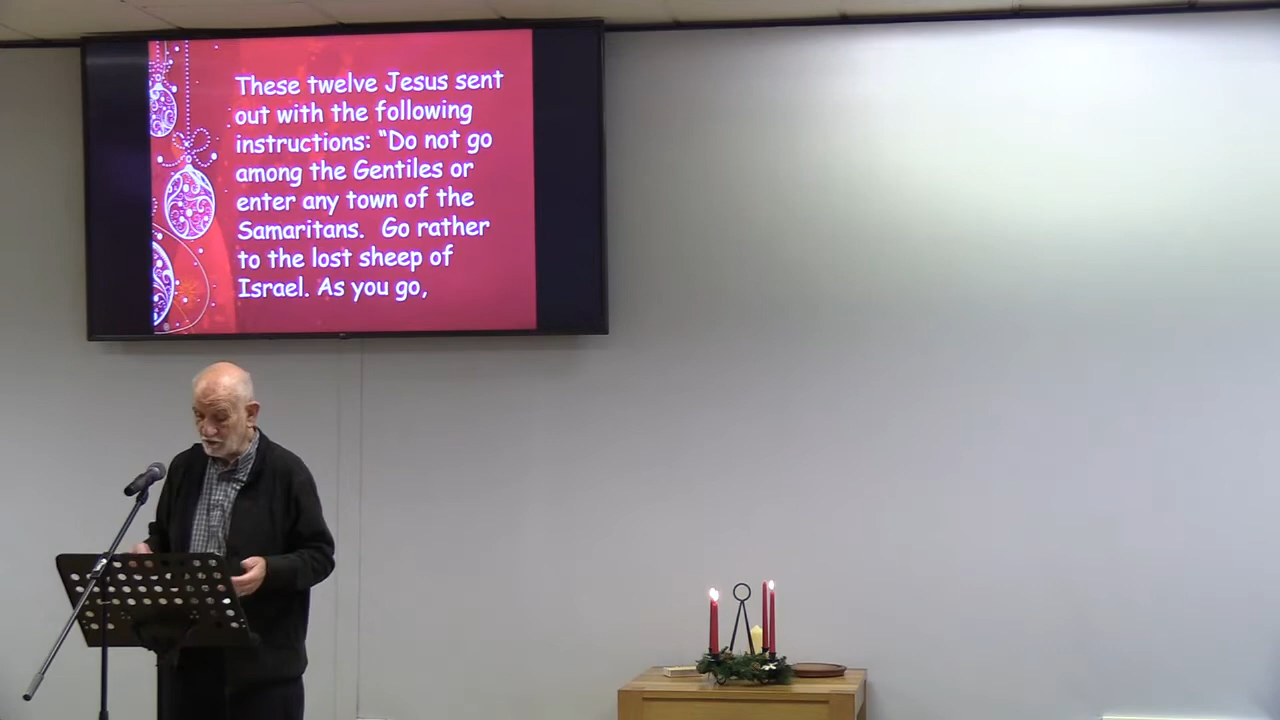 These twelve Jesus sent
out with the following
instructions: “Do not go
among the Gentiles or
enter any town of the
Samaritans. Go rather
to the lost sheep of
Israel. As you go,